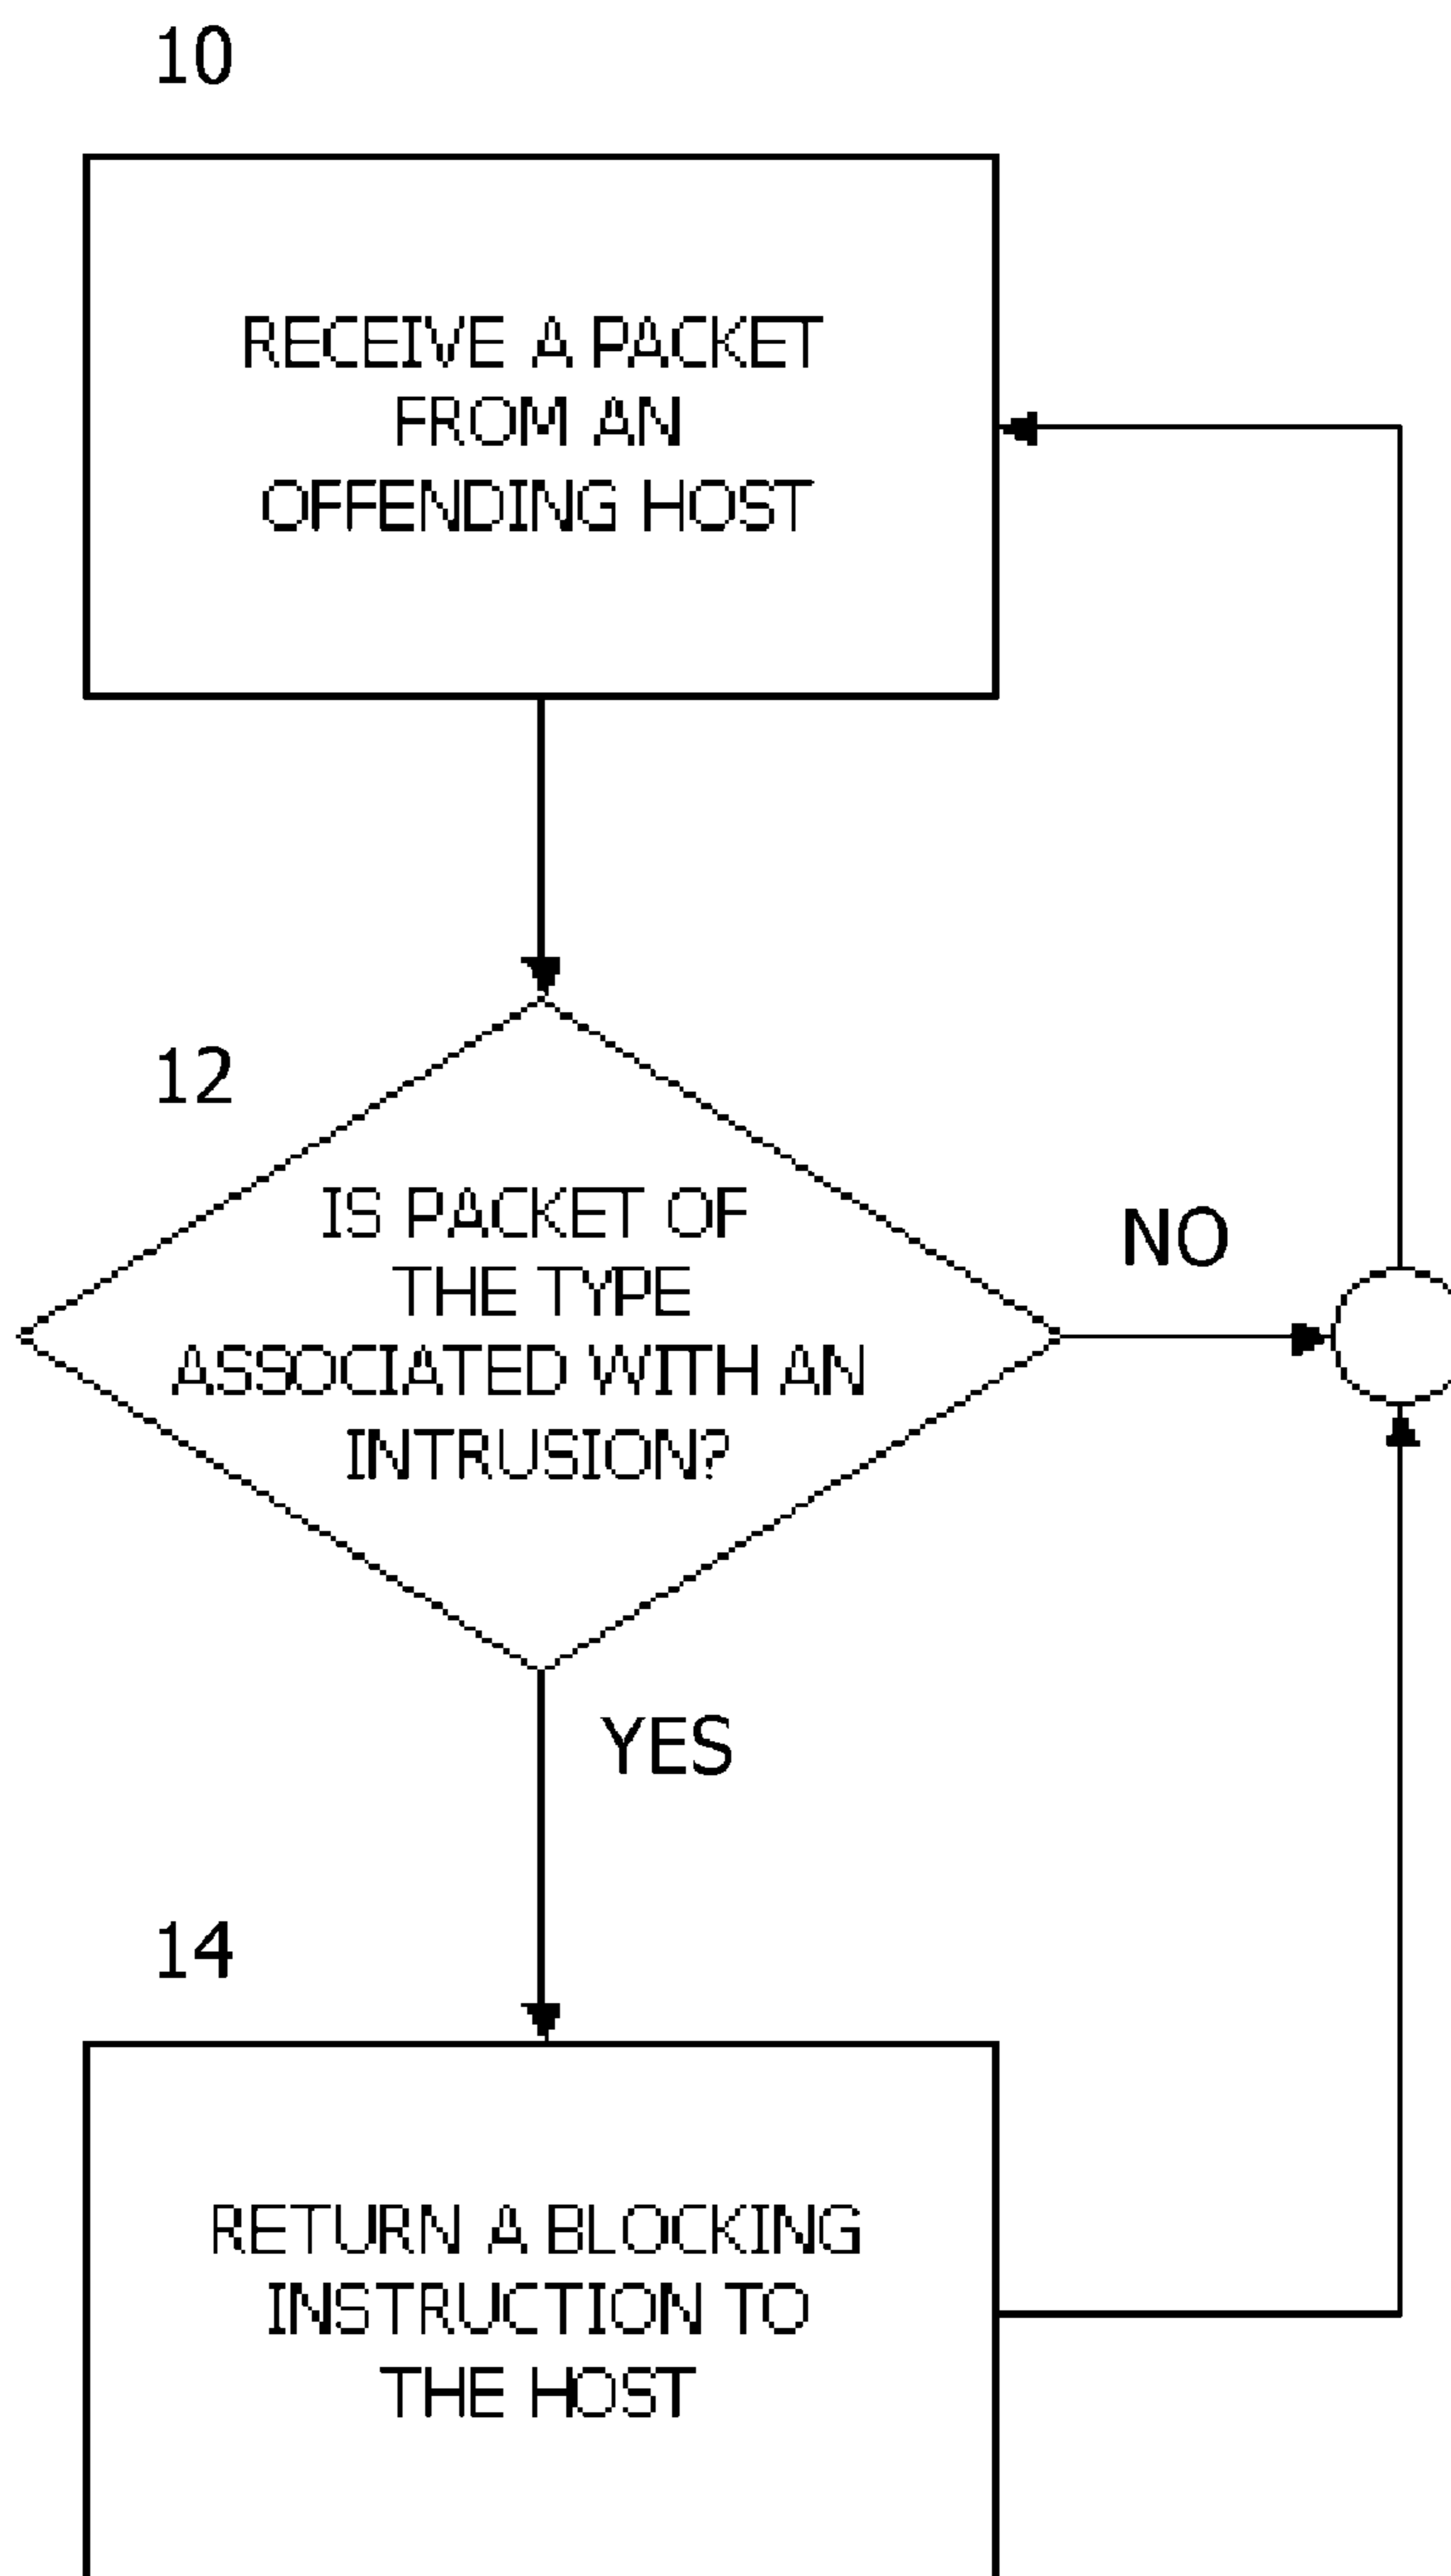 10
RECEIVE A PACKET
FROM AN
OFFENDING HOST
12
IS PACKET OF
THE TYPE
ASSOCIATED WITH AN
INTRUSION?
NO
YES
14
RETURN A BLOCKING
INSTRUCTION TO
THE HOST